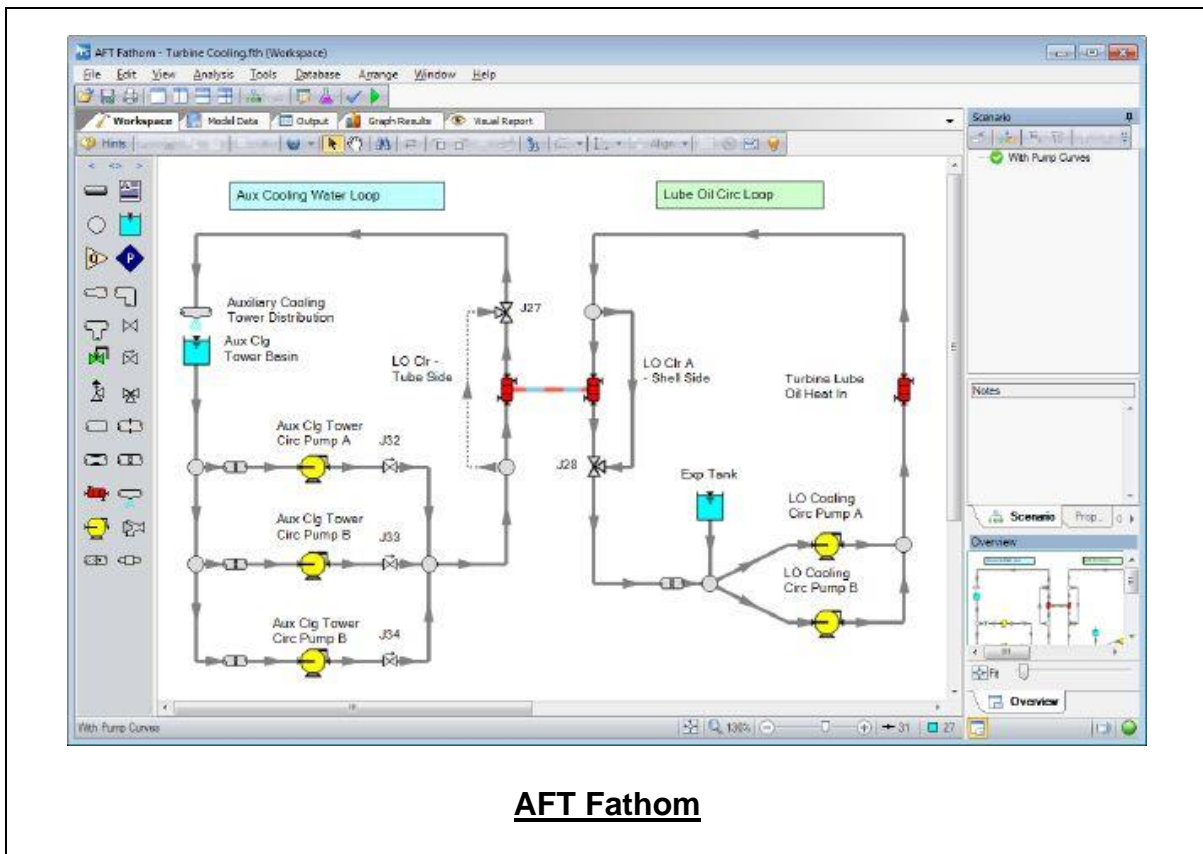 AFT Fathom - Turbine Cooling.fth (Workspace)
File Edit View Analysis Tools Database Arrange Window Help
Workspace Model Data Output Graph Results Visual Report
Hints
Align
Scenario
With Pump Curves
Aux Cooling Water Loop
Lube Oil Circ Loop
J27
Auxiliary Cooling
Tower Distribution
Aux Clg
Tower Basin
LO Clr -
Tube Side
LO Clr A
- Shell Side
Turbine Lube
Oil Heat In
Notes
Aux Clg Tower
Circ Pump A
J32
J28
Exp Tank
LO Cooling
Circ Pump A
Aux Clg Tower
Circ Pump B
J33
LO Cooling
Circ Pump B
Aux Clg Tower
Circ Pump B
J34
Scenario Prop..
Overview
Fit
Overview
With Pump Curves
130%
31
27
AFT Fathom